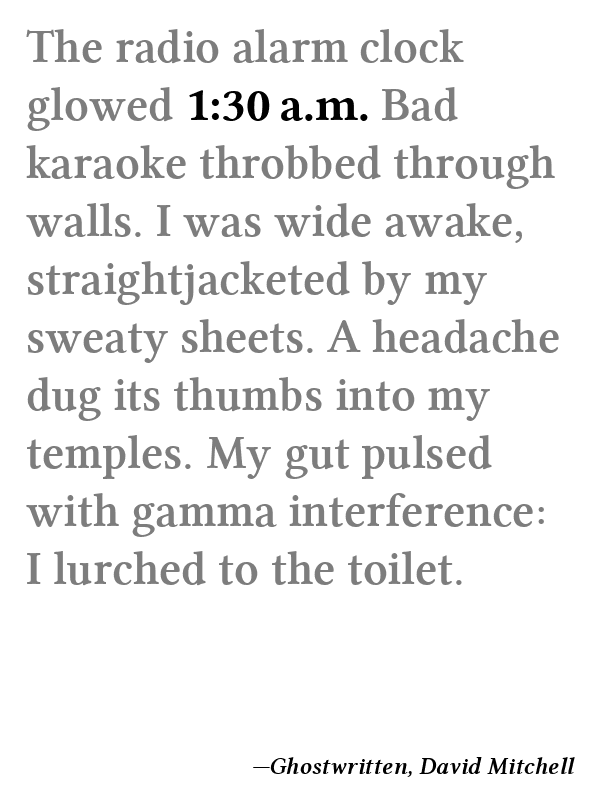 The radio alarm clock
glowed 1:30 a.m. Bad
karaoke throbbed through
walls. I was wide awake,
straightjacketed by my
sweaty sheets. A headache
dug its thumbs into my
temples. My gut pulsed
with gamma interference:
I lurched to the toilet.
—Ghostwritten, David Mitchell